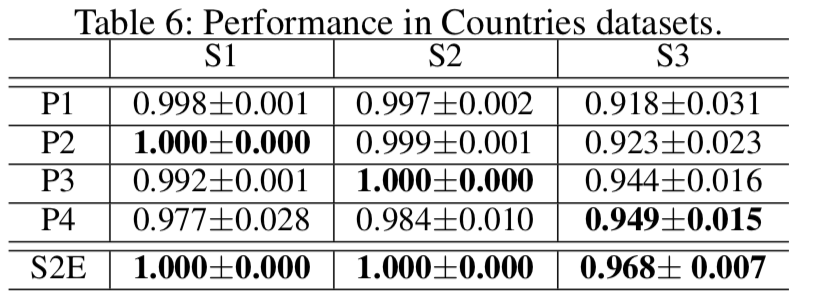 Table 6: Performance in Countries datasets.
S1 S2 S3
P1 0.998±0.001 0.997±0.002 0.918±0.031
P2 1.000±0.000 0.999±0.001 0.923±0.023
P3 0.992±0.001 1.000±0.000 0.944±0.016
P4 0.977±0.028 0.984±0.010 0.949±0.015
S2E 1.000±0.000 1.000±0.000 0.968± 0.007